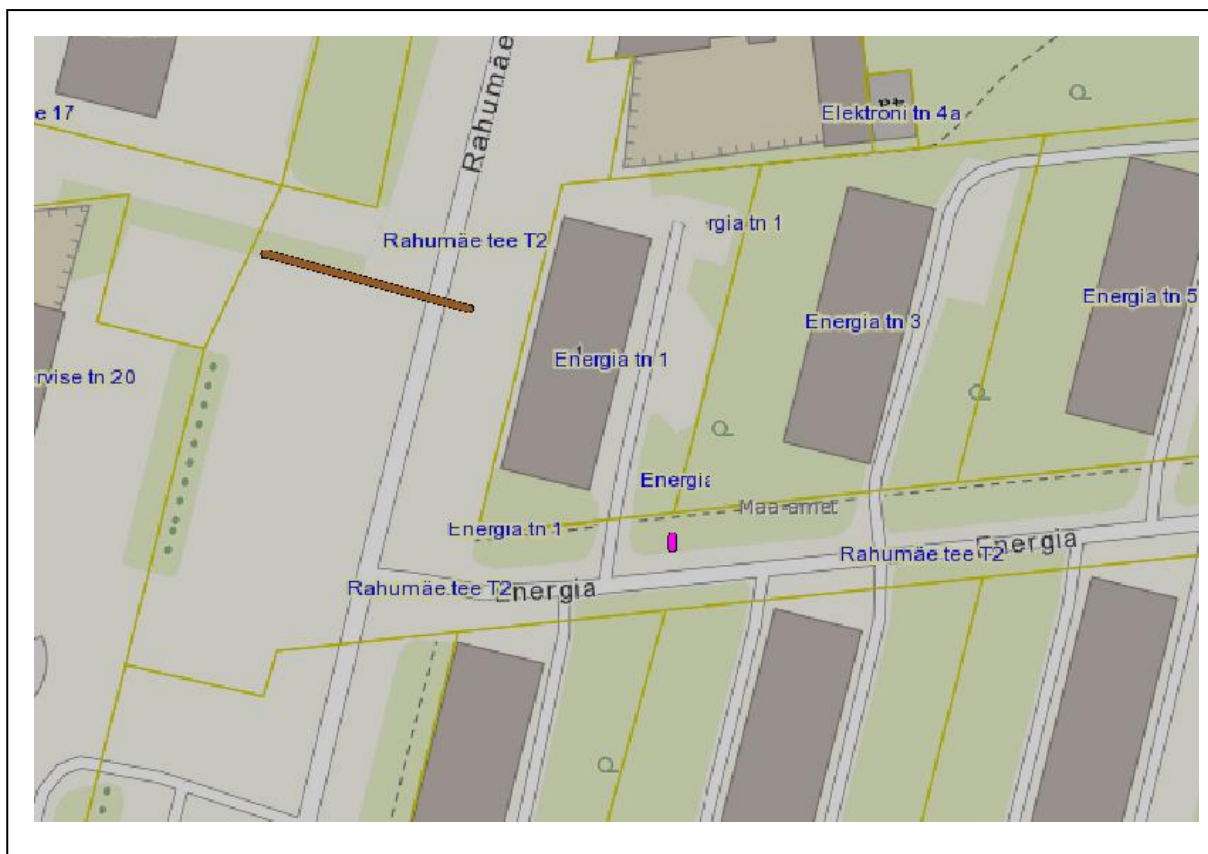 Rahumäe
e 17
Elektroni tn 4a
rgia tn 1
Rahumäe tee T2
Energia tn 5
Energia tn 3
Energia tn 1
ervise tn 20
Energia
Maa-amet
Energia tn 1
Energia
Rahumäe tee T2
Rahumäe tee T2
Energia